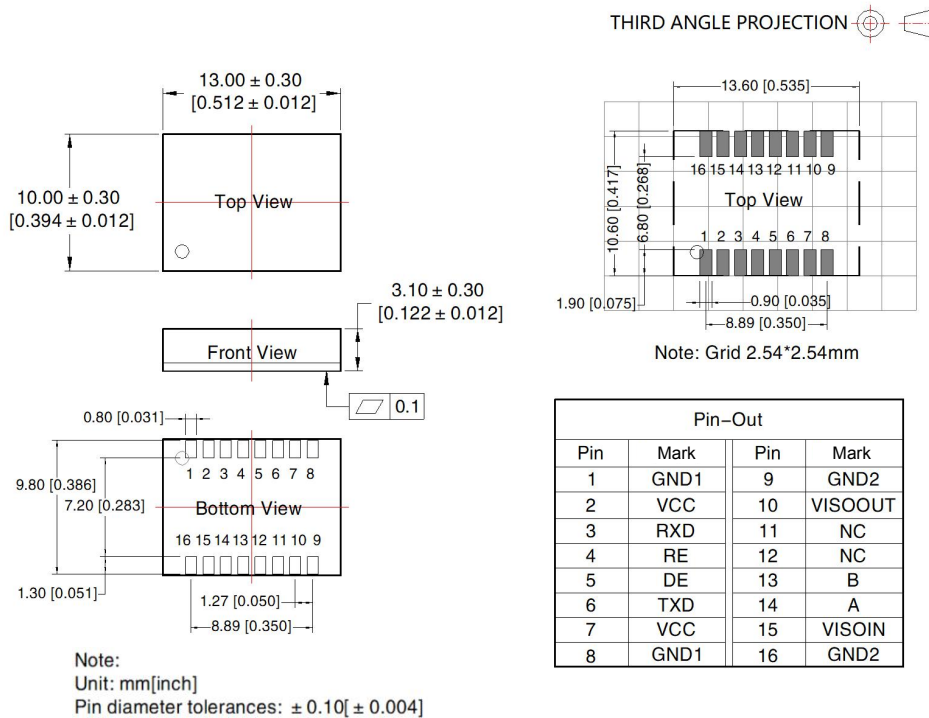 THIRD ANGLE PROJECTION
13.00 ± 0.30
[0.512 ± 0.012]
10.00 ± 0.30
[0.394 ± 0.012]
Top View
3.10 ± 0.30
[0.122 ± 0.012]
Front View
0.1
0.80 [0.031]
1 2 3 4 5 6 7 8
9.80 [0.386]
7.20 [0.283]
Bottom View
16 15 14 13 12 11 10 9
1.30 [0.051]
1.27 [0.050]
8.89 [0.350]
Note:
Unit: mm[inch]
Pin diameter tolerances: ± 0.10[ ± 0.004]
13.60 [0.535]
16 15 14 13 12 11 10 9
10.60 [0.417]
6.80 [0.268]
Top View
1 2 3 4 5 6 7 8
1.90 [0.075]
0.90 [0.035]
8.89 [0.350]
Note: Grid 2.54*2.54mm
Pin-Out
Pin Mark Pin Mark
1 GND1 9 GND2
2 VCC 10 VISOOUT
3 RXD 11 NC
4 RE 12 NC
5 DE 13 B
6 TXD 14 A
7 VCC 15 VISOIN
8 GND1 16 GND2